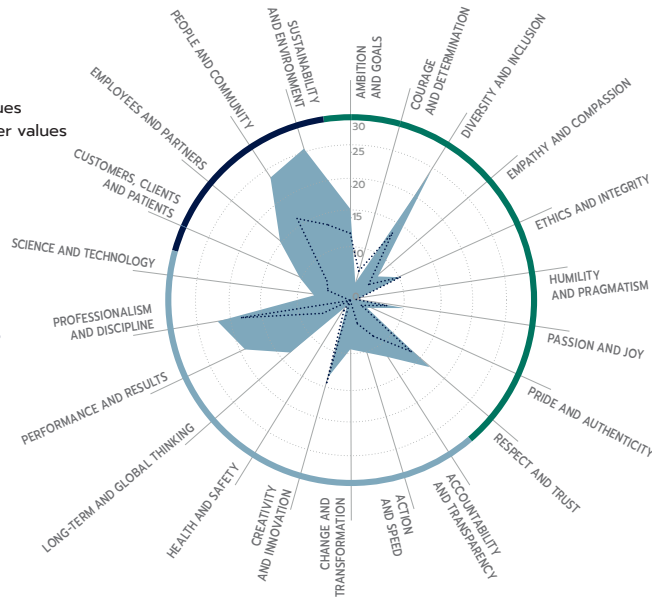 ues
er values
AMBITION
AND GOALS
COURAGE
AND DETERMINATION
DIVERSITY AND INCLUSION
EMPATHY AND COMPASSION
ETHICS AND INTEGRITY
HUMILITY
AND PRAGMATISM
PASSION AND JOY
PRIDE AND AUTHENTICITY
RESPECT AND TRUST
ACCOUNTABILITY
AND TRANSPARENCY
ACTION
AND SPEED
CHANGE AND
TRANSFORMATION
CREATIVITY
AND INNOVATION
HEALTH AND SAFETY
LONG-TERM AND GLOBAL THINKING
PERFORMANCE AND RESULTS
PROFESSIONALISM
AND DISCIPLINE
SCIENCE AND TECHNOLOGY
CUSTOMERS, CLIENTS
AND PATIENTS
EMPLOYEES AND PARTNERS
PEOPLE AND COMMUNITY
SUSTAINABILITY
AND ENVIRONMENT
30
25
20
15
10